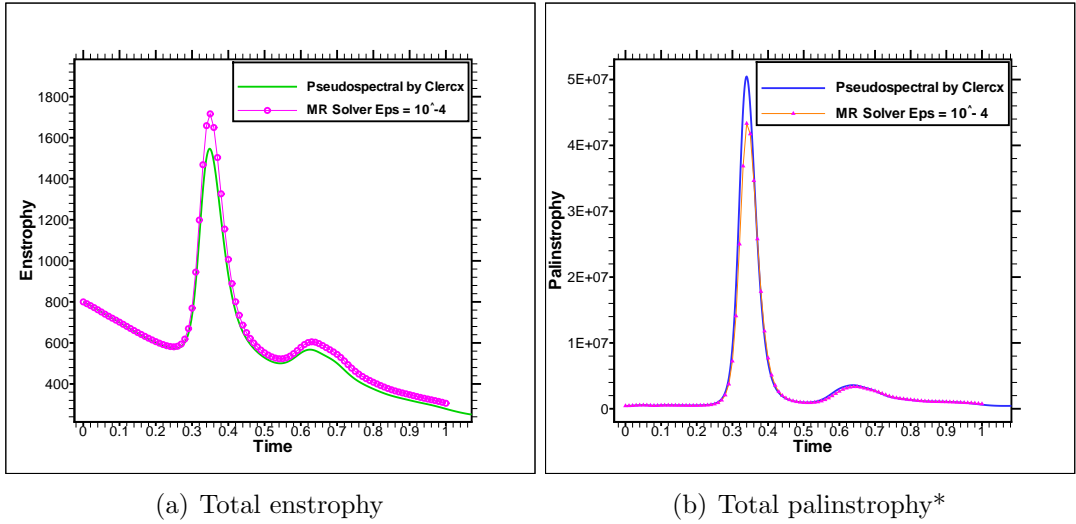 Pseudospectral by Clercx
MR Solver Eps = 10^-4
Enstrophy
1800
1600
1400
1200
1000
800
600
400
0 0.1 0.2 0.3 0.4 0.5 0.6 0.7 0.8 0.9 1
Time
(a) Total enstrophy
Pseudospectral by Clercx
MR Solver Eps = 10^- 4
Palinstrophy
5E+07
4E+07
3E+07
2E+07
1E+07
0
0 0.1 0.2 0.3 0.4 0.5 0.6 0.7 0.8 0.9 1
Time
(b) Total palinstrophy*